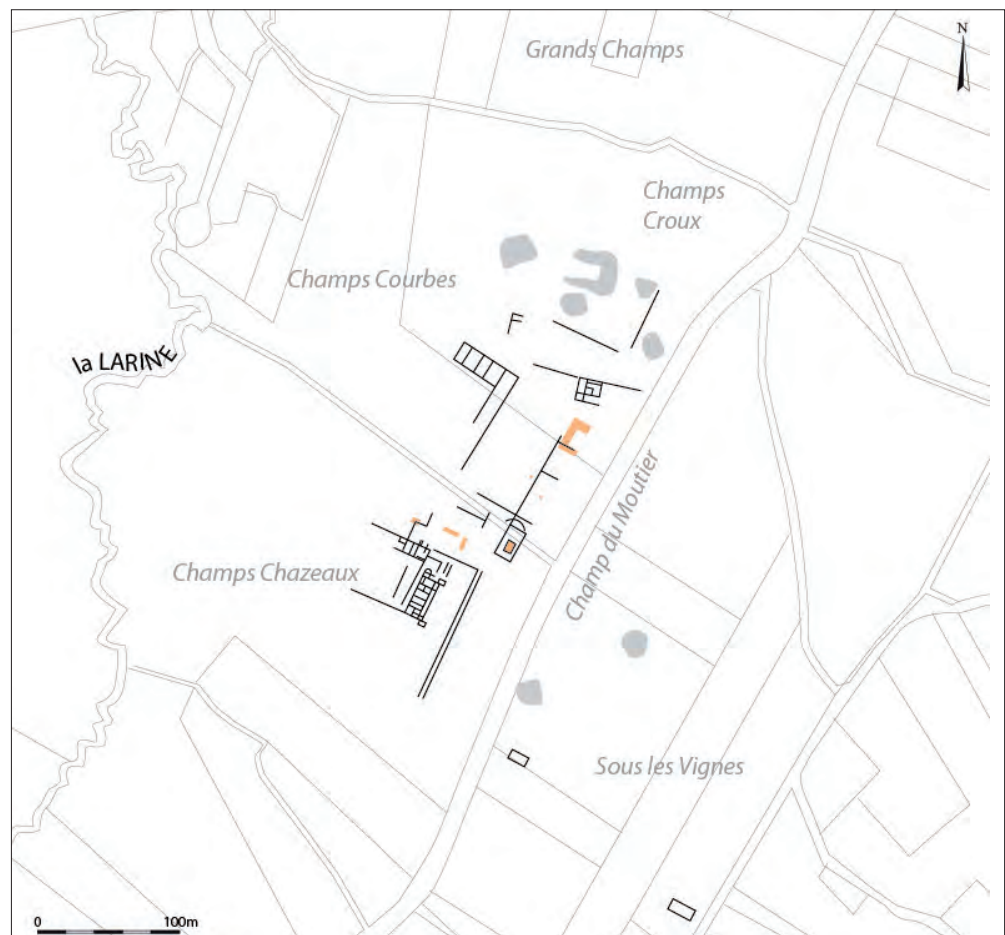 Grands Champs
N
Champs
Croux
Champs Courbes
la LARINE
Champ du Moutier
Champs Chazeaux
Sous les Vignes
0 100m